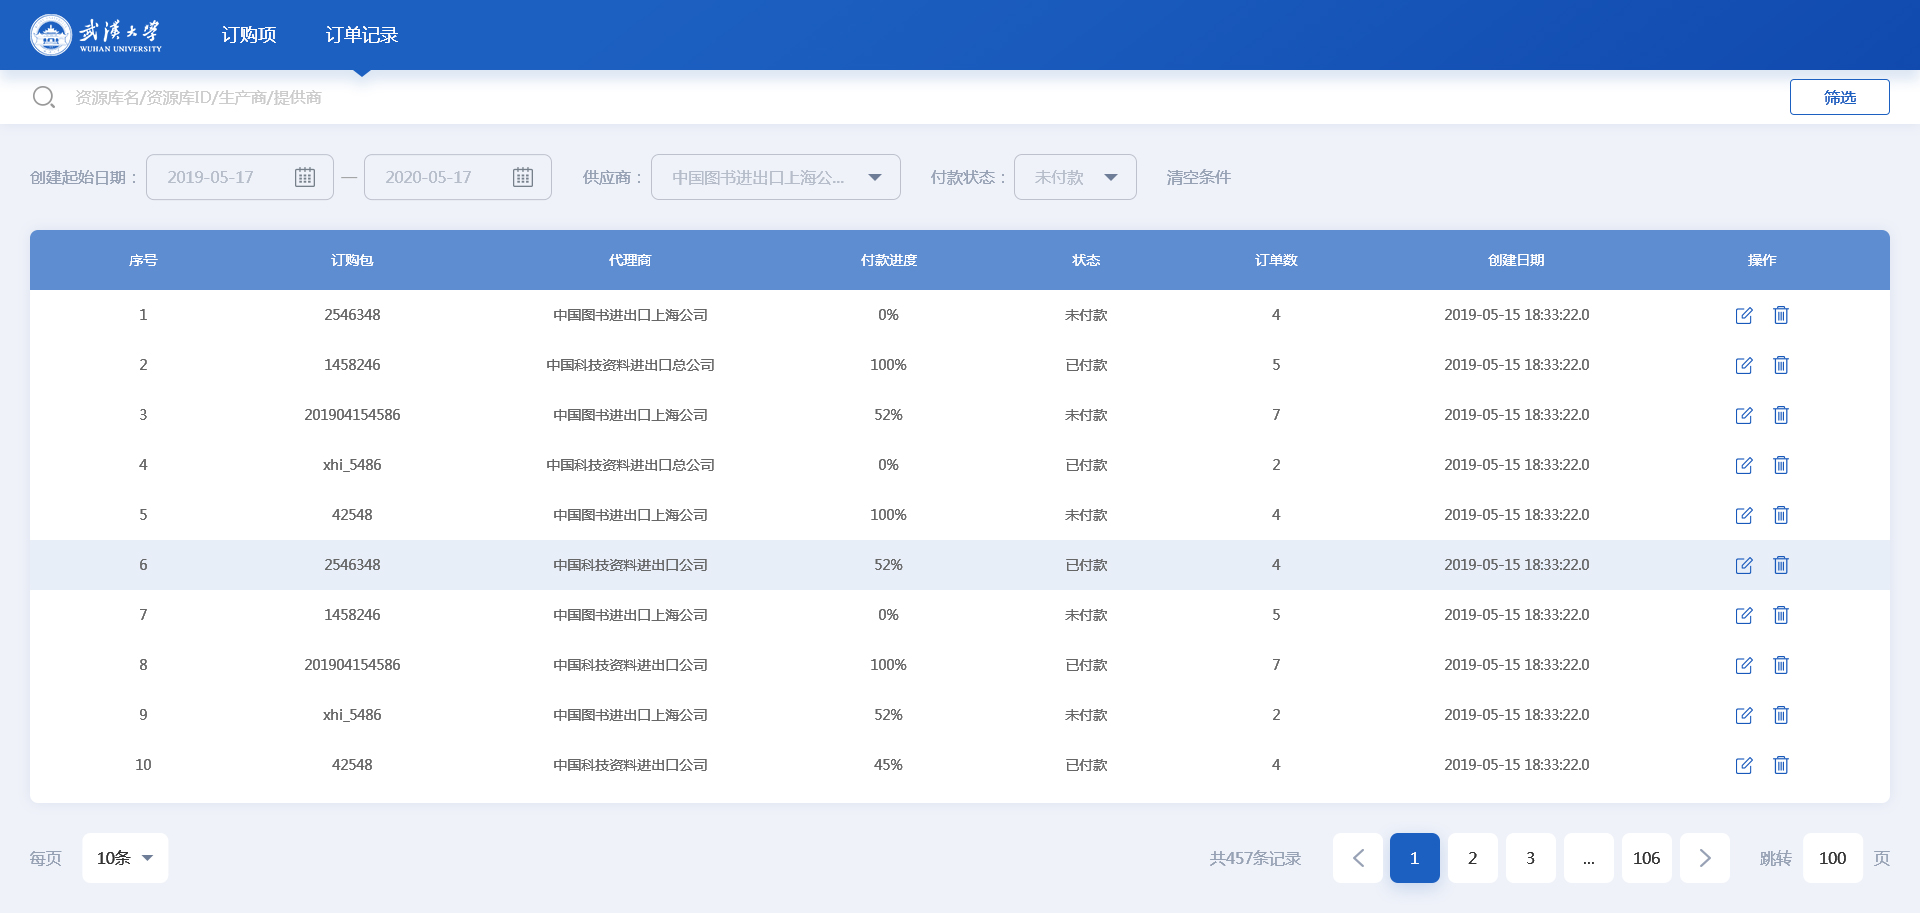 武漢大學
WUHAN UNIVERSITY
订购项 订单记录
资源库名/资源库ID/生产商/提供商 筛选
创建起始日期： 2019-05-17 — 2020-05-17 供应商： 中国图书进出口上海公... 付款状态： 未付款 清空条件
序号 订购包 代理商 付款进度 状态 订单数 创建日期 操作
1 2546348 中国图书进出口上海公司 0% 未付款 4 2019-05-15 18:33:22.0
2 1458246 中国科技资料进出口总公司 100% 已付款 5 2019-05-15 18:33:22.0
3 201904154586 中国图书进出口上海公司 52% 未付款 7 2019-05-15 18:33:22.0
4 xhi_5486 中国科技资料进出口总公司 0% 已付款 2 2019-05-15 18:33:22.0
5 42548 中国图书进出口上海公司 100% 未付款 4 2019-05-15 18:33:22.0
6 2546348 中国科技资料进出口公司 52% 已付款 4 2019-05-15 18:33:22.0
7 1458246 中国图书进出口上海公司 0% 未付款 5 2019-05-15 18:33:22.0
8 201904154586 中国科技资料进出口公司 100% 已付款 7 2019-05-15 18:33:22.0
9 xhi_5486 中国图书进出口上海公司 52% 未付款 2 2019-05-15 18:33:22.0
10 42548 中国科技资料进出口公司 45% 已付款 4 2019-05-15 18:33:22.0
每页 10条 共457条记录 1 2 3 ... 106 跳转 100 页